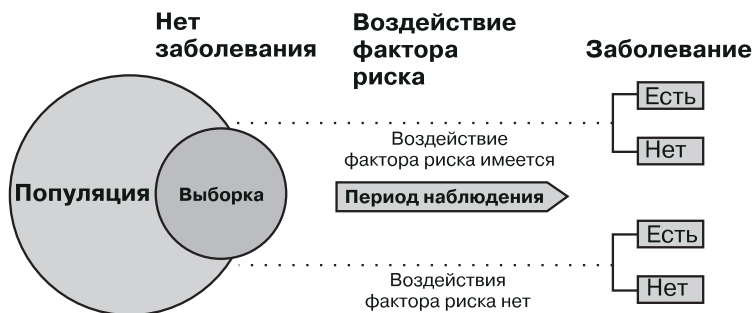 Нет
заболевания
Воздействие
фактора
риска
Заболевание
Есть
Воздействие
фактора риска имеется
Нет
Популяция
Выборка
Период наблюдения
Есть
Воздействия
фактора риска нет
Нет